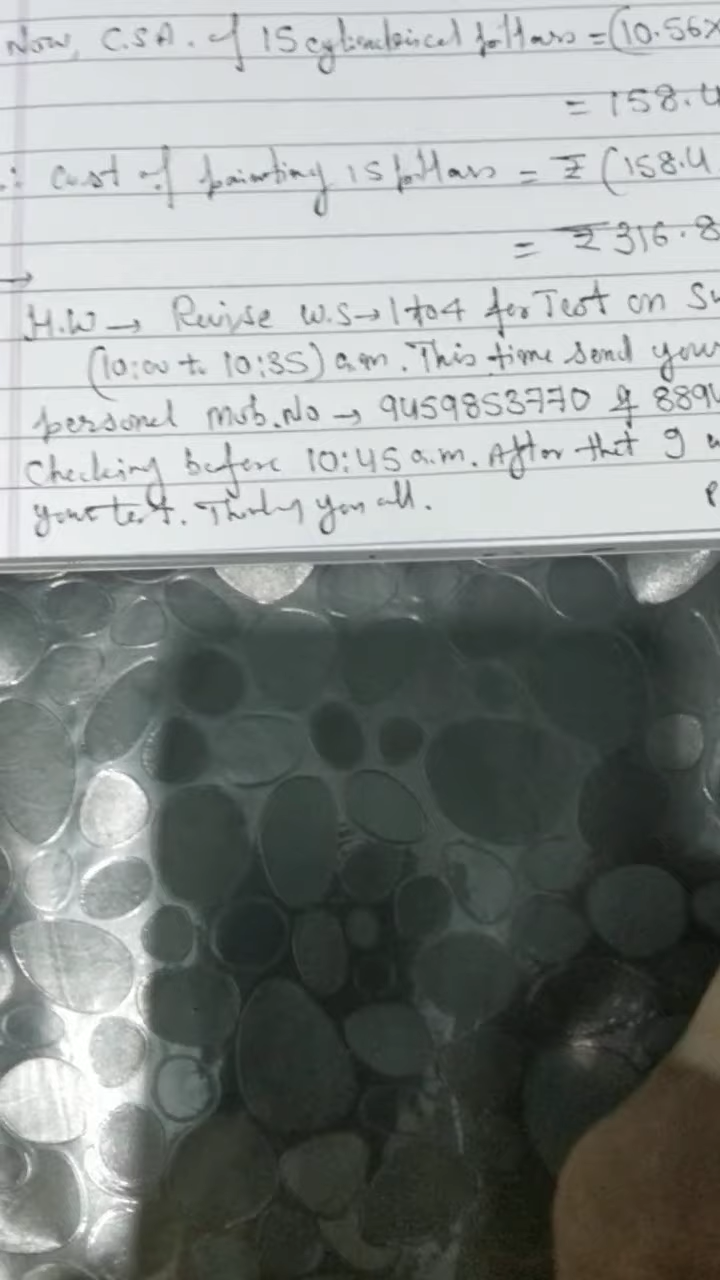 Now, C.S.A. of 15 cylindrical pillars = (10.56×
= 158.4
∴ Cost of painting 15 pillars = ₹ (158.4
= ₹ 316.8
H.W → Revise W.S → 1 to 4 for Test on Su
(10:00 to 10:35) a.m. This time send your
personal Mob. No → 9459853770 & 889
Checking before 10:45 a.m. After that I
your test. Thank you all.